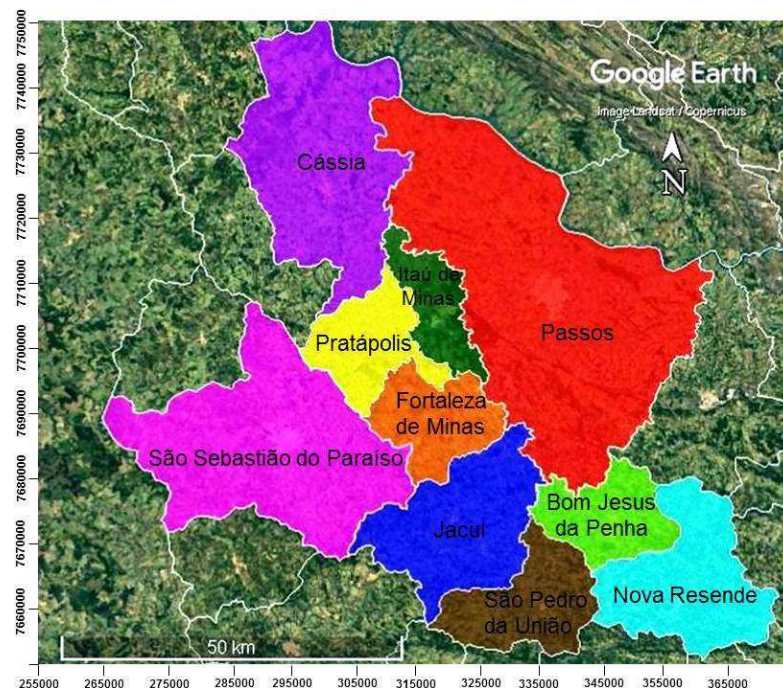 Google Earth
Image Landsat / Copernicus
N
Cássia
Itaú de
Minas
Passos
Pratápolis
Fortaleza
de Minas
São Sebastião do Paraíso
Bom Jesus
da Penha
Jacuí
São Pedro
da União
Nova Resende
50 km
7750000
7740000
7730000
7720000
7710000
7700000
7690000
7680000
7670000
7660000
255000 265000 275000 285000 295000 305000 315000 325000 335000 345000 355000 365000